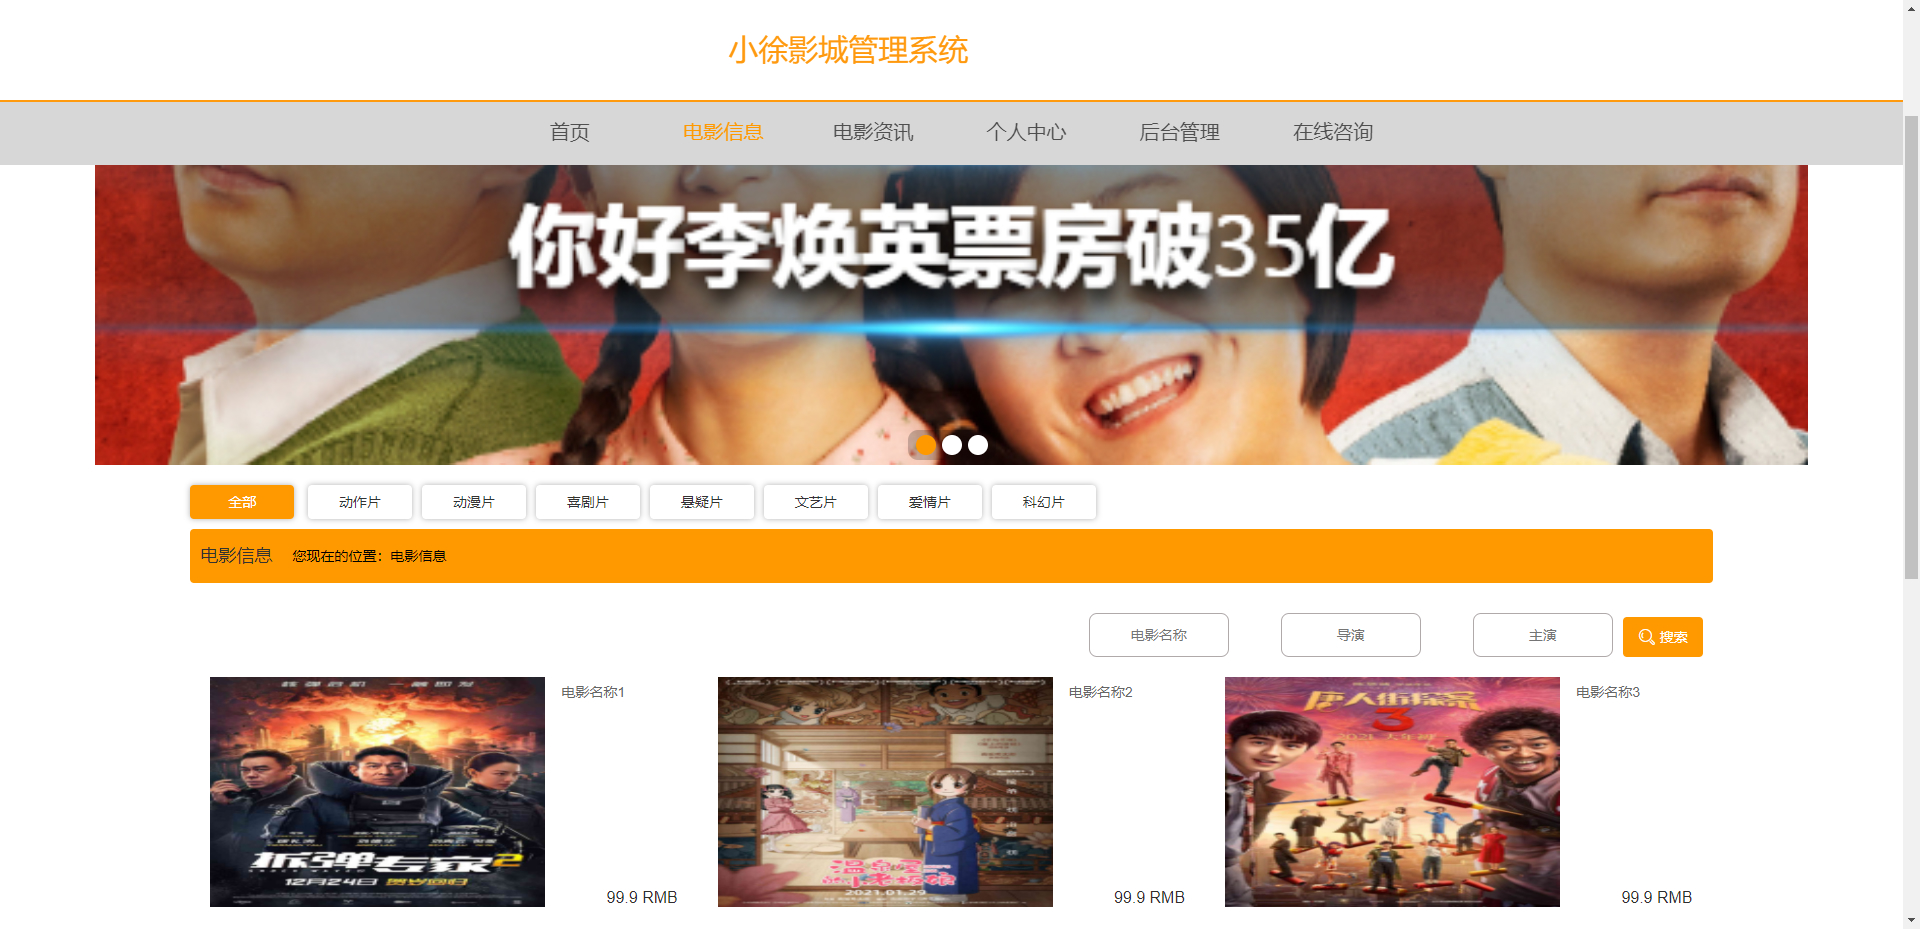 小徐影城管理系统
首页 电影信息 电影资讯 个人中心 后台管理 在线咨询
你好李焕英票房破35亿
全部 动作片 动漫片 喜剧片 悬疑片 文艺片 爱情片 科幻片
电影信息 您现在的位置：电影信息
电影名称 导演 主演 搜索
电影名称1
拆弹专家2
12月24日
99.9 RMB
电影名称2
温泉屋
2021.01.29
99.9 RMB
电影名称3
唐人街探案
3
99.9 RMB